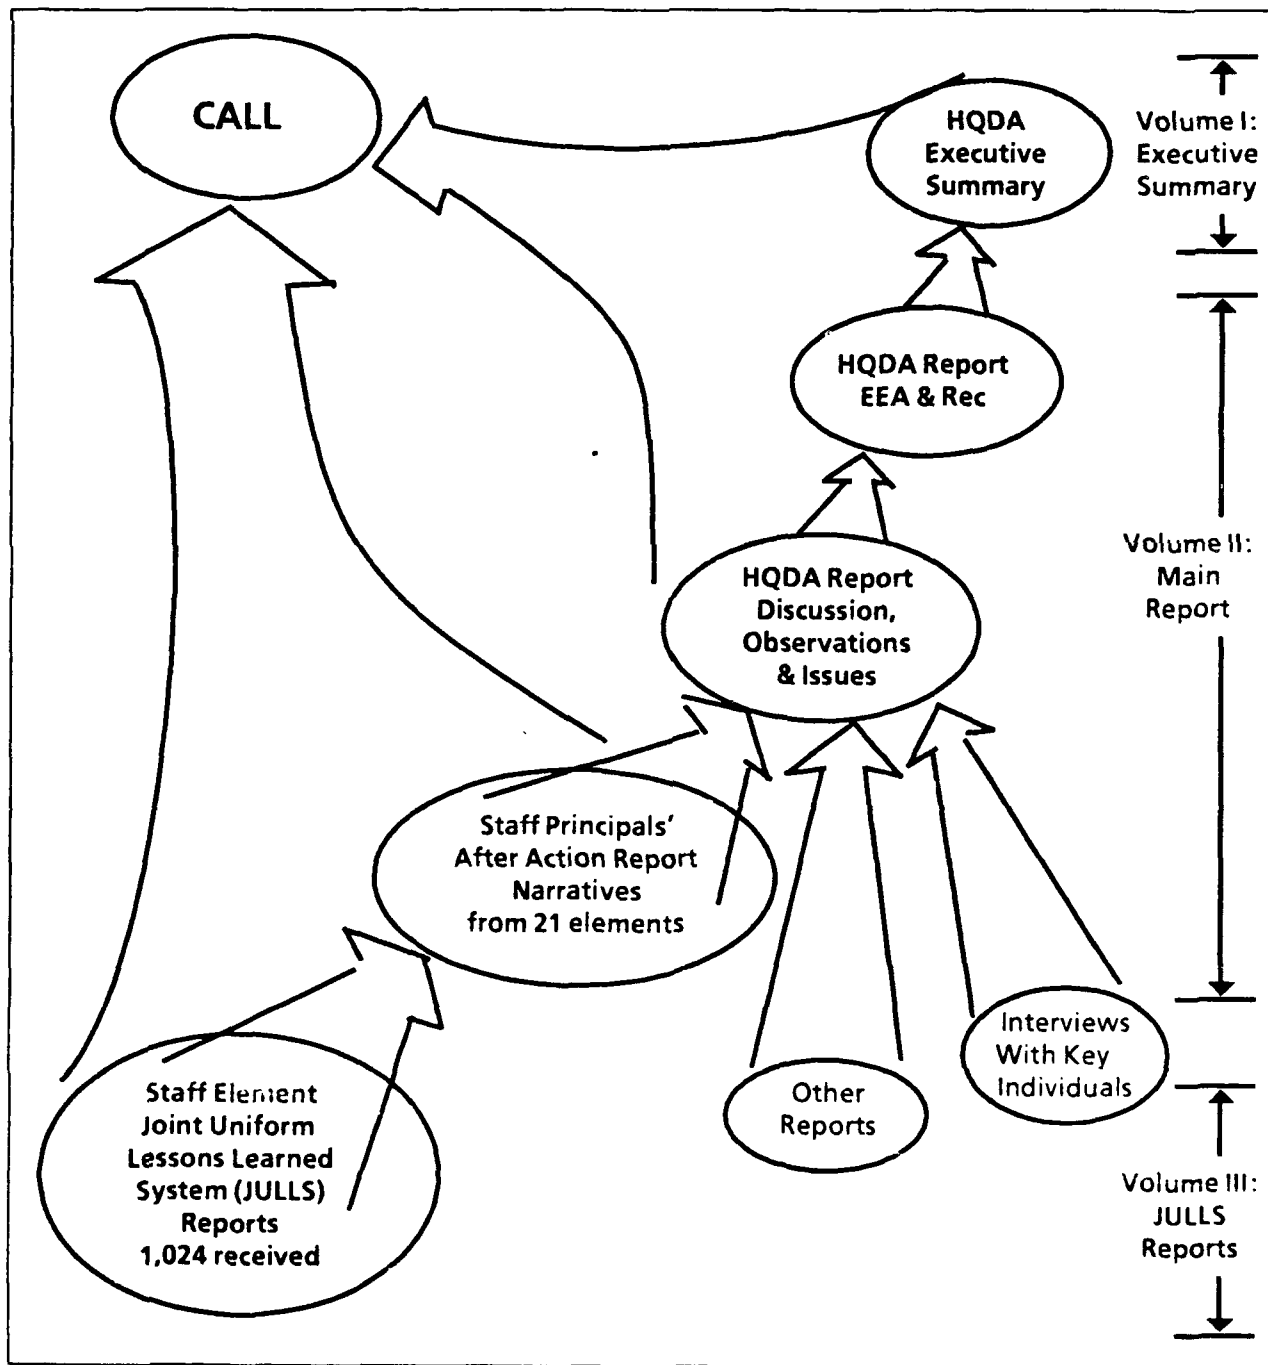 CALL
HQDA
Executive
Summary
Volume I:
Executive
Summary
HQDA Report
EEA & Rec
HQDA Report
Discussion,
Observations
& Issues
Volume II:
Main
Report
Staff Principals'
After Action Report
Narratives
from 21 elements
Interviews
With Key
Individuals
Other
Reports
Staff Element
Joint Uniform
Lessons Learned
System (JULLS)
Reports
1,024 received
Volume III:
JULLS
Reports